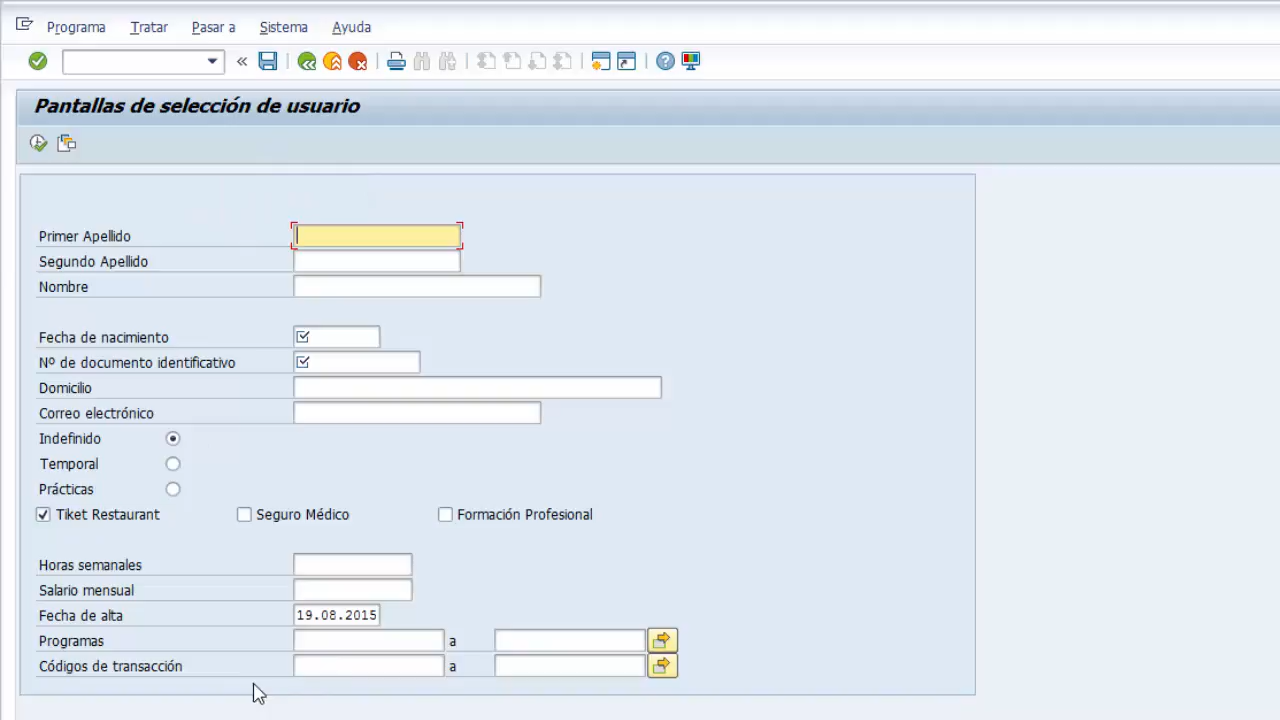 Programa Tratar Pasar a Sistema Ayuda
Pantallas de selección de usuario
Primer Apellido
Segundo Apellido
Nombre
Fecha de nacimiento
Nº de documento identificativo
Domicilio
Correo electrónico
Indefinido
Temporal
Prácticas
Tiket Restaurant Seguro Médico Formación Profesional
Horas semanales
Salario mensual
Fecha de alta 19.08.2015
Programas a
Códigos de transacción a